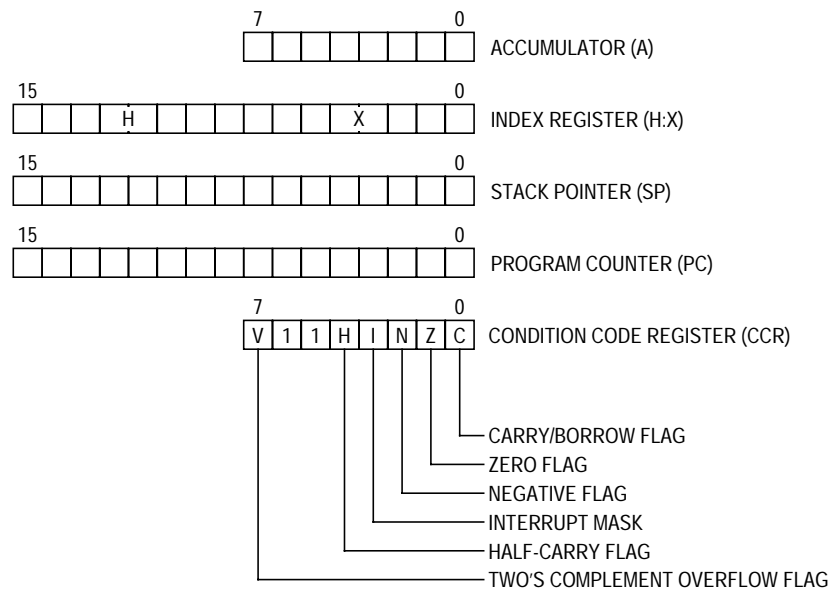 7 0
ACCUMULATOR (A)
15 0
H X INDEX REGISTER (H:X)
15 0
STACK POINTER (SP)
15 0
PROGRAM COUNTER (PC)
7 0
V 1 1 H I N Z C CONDITION CODE REGISTER (CCR)
CARRY/BORROW FLAG
ZERO FLAG
NEGATIVE FLAG
INTERRUPT MASK
HALF-CARRY FLAG
TWO'S COMPLEMENT OVERFLOW FLAG